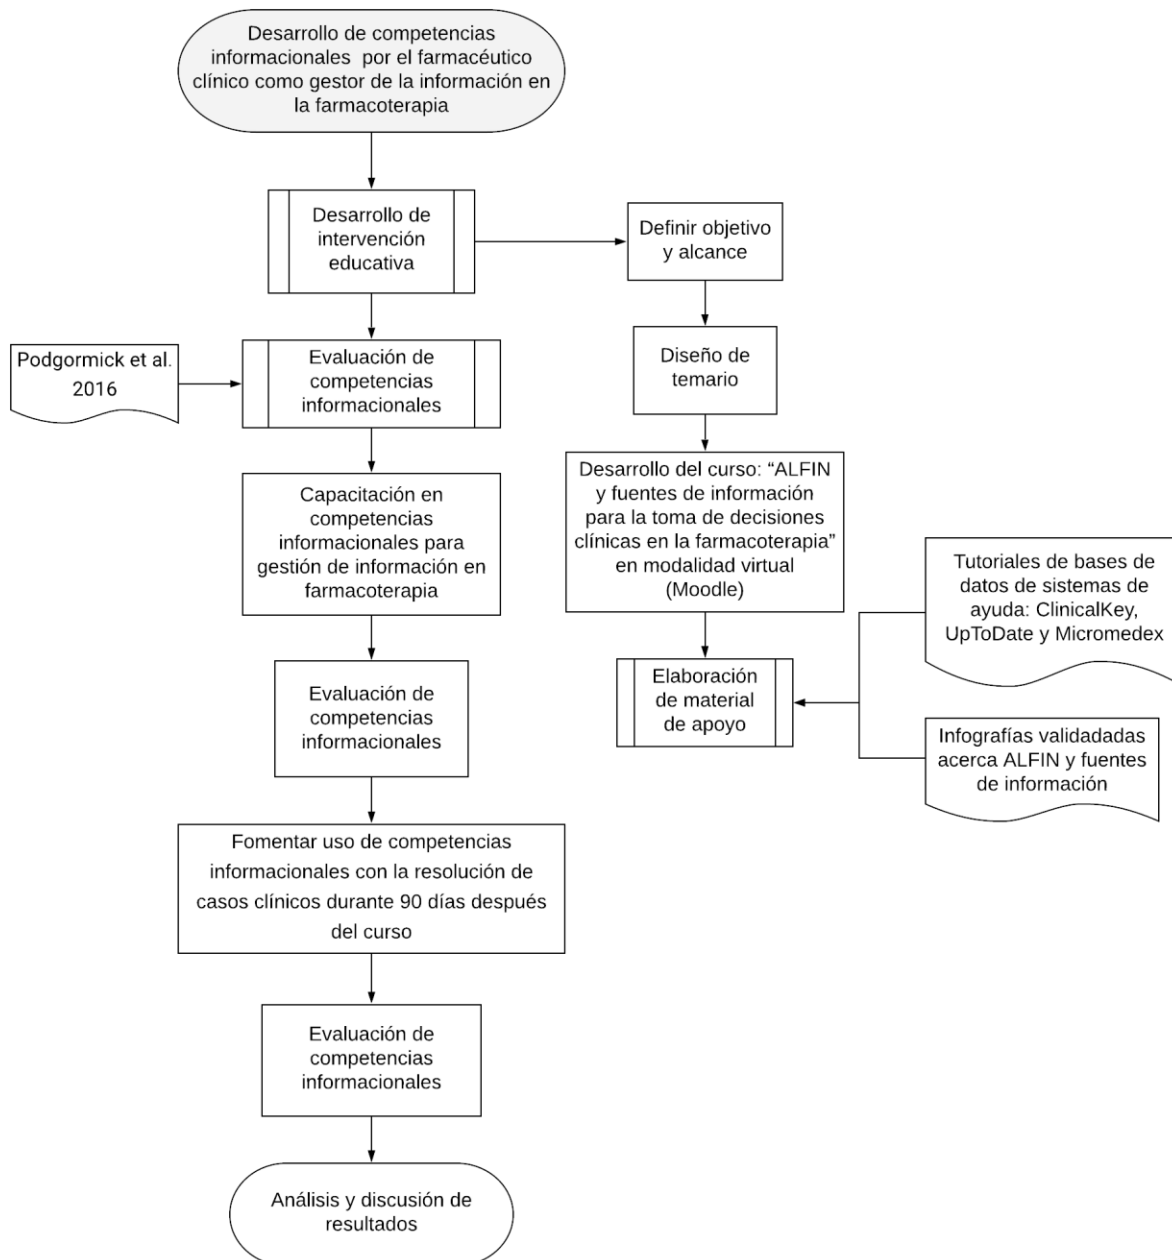 Desarrollo de competencias
informacionales por el farmacéutico
clínico como gestor de la información en
la farmacoterapia
Desarrollo de
intervención
educativa
Definir objetivo
y alcance
Podgormick et al.
2016
Evaluación de
competencias
informacionales
Diseño de
temario
Capacitación en
competencias
informacionales para
gestión de información en
farmacoterapia
Desarrollo del curso: “ALFIN
y fuentes de información
para la toma de decisiones
clínicas en la farmacoterapia”
en modalidad virtual
(Moodle)
Tutoriales de bases de
datos de sistemas de
ayuda: ClinicalKey,
UpToDate y Micromedex
Evaluación de
competencias
informacionales
Elaboración
de material
de apoyo
Infografías validadadas
acerca ALFIN y fuentes
de información
Fomentar uso de competencias
informacionales con la resolución de
casos clínicos durante 90 días después
del curso
Evaluación de
competencias
informacionales
Análisis y discusión de
resultados